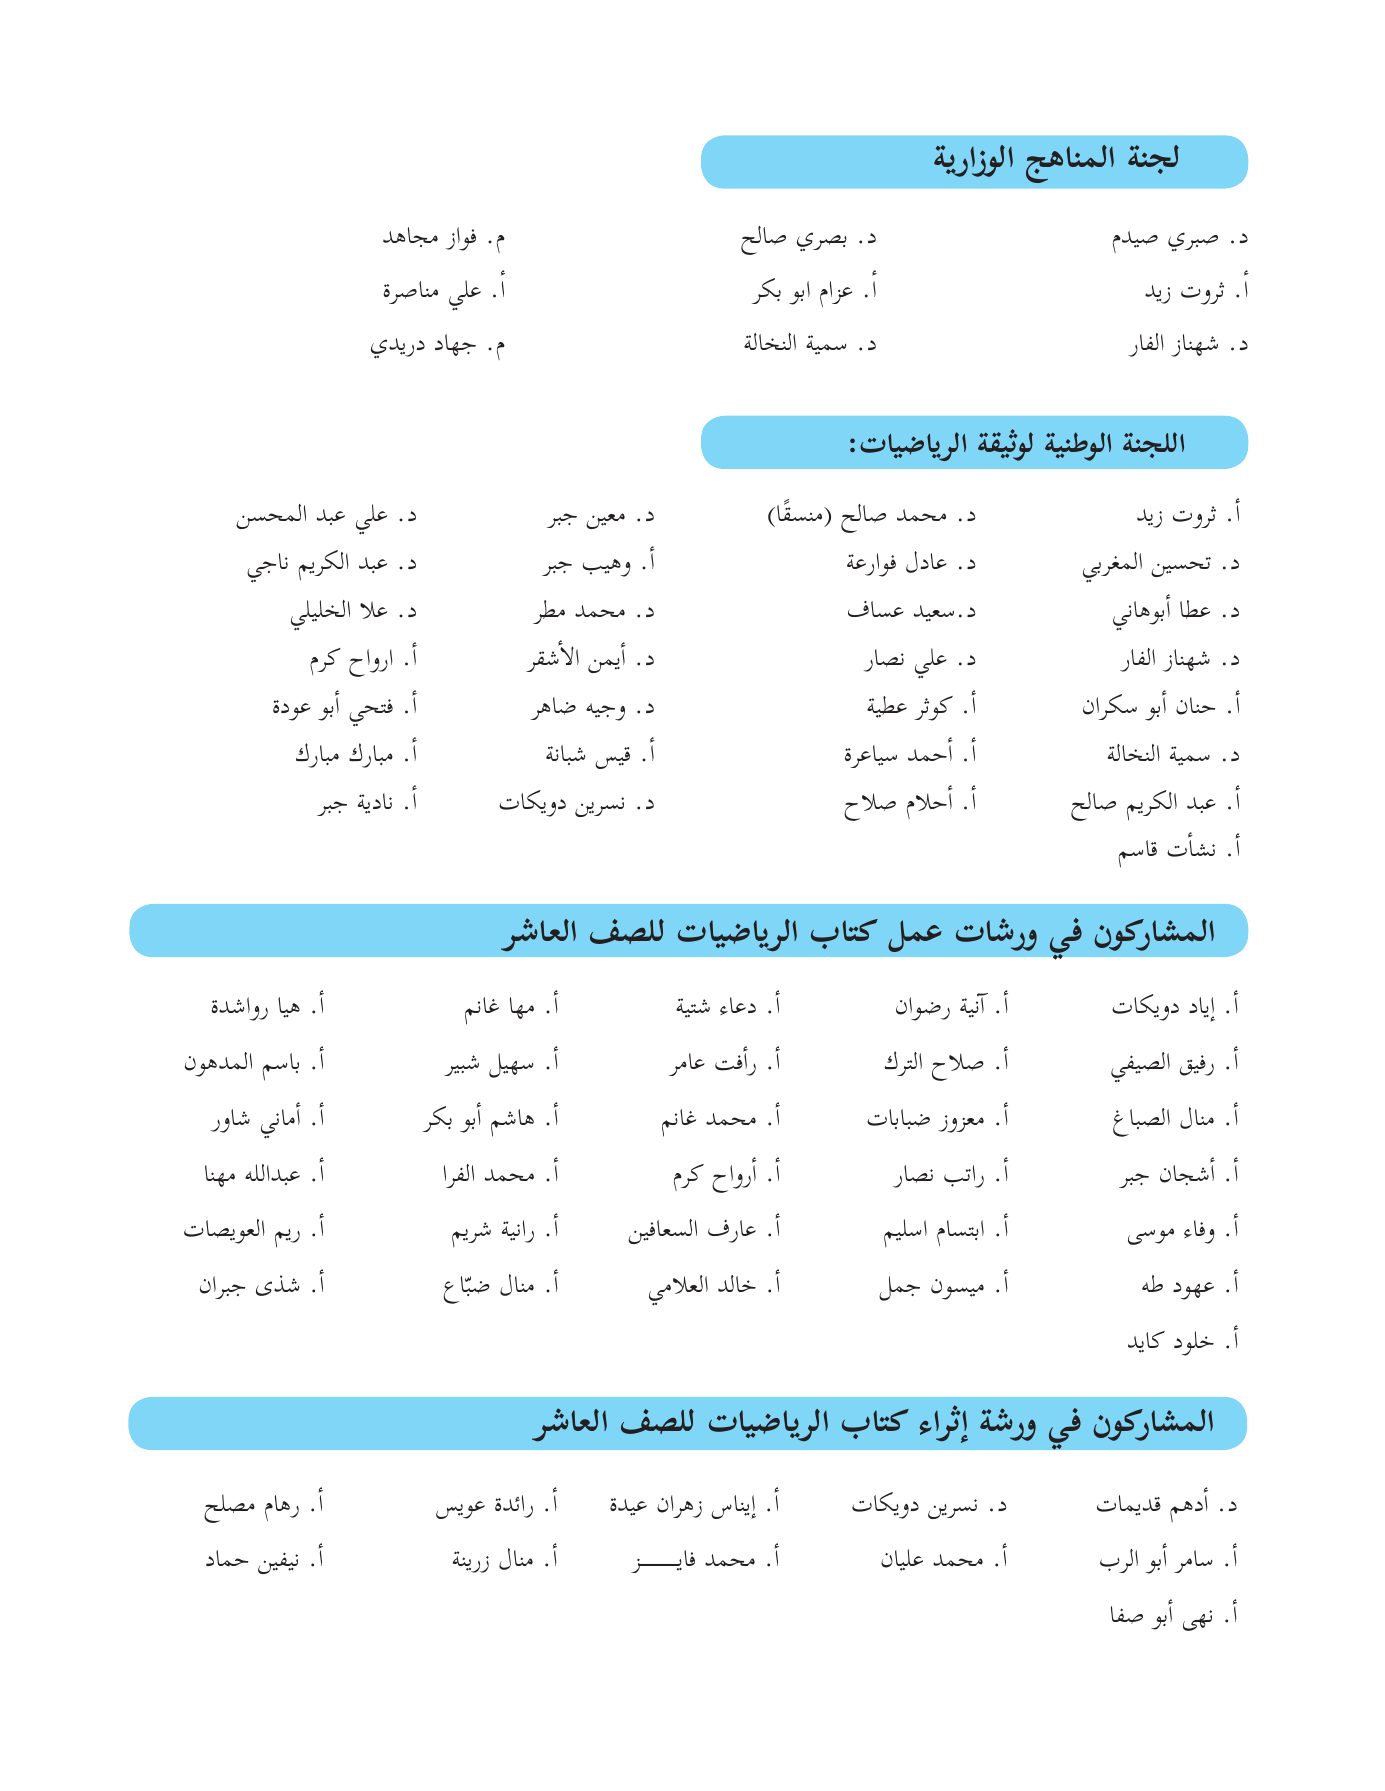 لجنة المناهج الوزارية
د. صبري صيدم د. بصري صالح م. فواز مجاهد
أ. ثروت زيد أ. عزام ابو بكر أ. علي مناصرة
د. شهناز الفار د. سمية النخالة م. جهاد دريدي
اللجنة الوطنية لوثيقة الرياضيات:
أ. ثروت زيد د. محمد صالح (منسقًا) د. معين جبر د. علي عبد المحسن
د. تحسين المغربي د. عادل فوارعة أ. وهيب جبر د. عبد الكريم ناجي
د. عطا أبوهاني د.سعيد عساف د. محمد مطر د. علا الخليلي
د. شهناز الفار د. علي نصار د. أيمن الأشقر أ. ارواح كرم
أ. حنان أبو سكران أ. كوثر عطية د. وجيه ضاهر أ. فتحي أبو عودة
د. سمية النخالة أ. أحمد سياعرة أ. قيس شبانة أ. مبارك مبارك
أ. عبد الكريم صالح أ. أحلام صلاح د. نسرين دويكات أ. نادية جبر
أ. نشأت قاسم
المشاركون في ورشات عمل كتاب الرياضيات للصف العاشر
أ. إياد دويكات أ. آنية رضوان أ. دعاء شتية أ. مها غانم أ. هيا رواشدة
أ. رفيق الصيفي أ. صلاح الترك أ. رأفت عامر أ. سهيل شبير أ. باسم المدهون
أ. منال الصباغ أ. معزوز ضبابات أ. محمد غانم أ. هاشم أبو بكر أ. أماني شاور
أ. أشجان جبر أ. راتب نصار أ. أرواح كرم أ. محمد الفرا أ. عبدالله مهنا
أ. وفاء موسى أ. ابتسام اسليم أ. عارف السعافين أ. رانية شريم أ. ريم العويصات
أ. عهود طه أ. ميسون جمل أ. خالد العلامي أ. منال ضبّاع أ. شذى جبران
أ. خلود كايد
المشاركون في ورشة إثراء كتاب الرياضيات للصف العاشر
د. أدهم قديمات د. نسرين دويكات أ. إيناس زهران عيدة أ. رائدة عويس أ. رهام مصلح
أ. سامر أبو الرب أ. محمد عليان أ. محمد فايـــــــز أ. منال زرينة أ. نيفين حماد
أ. نهى أبو صفا